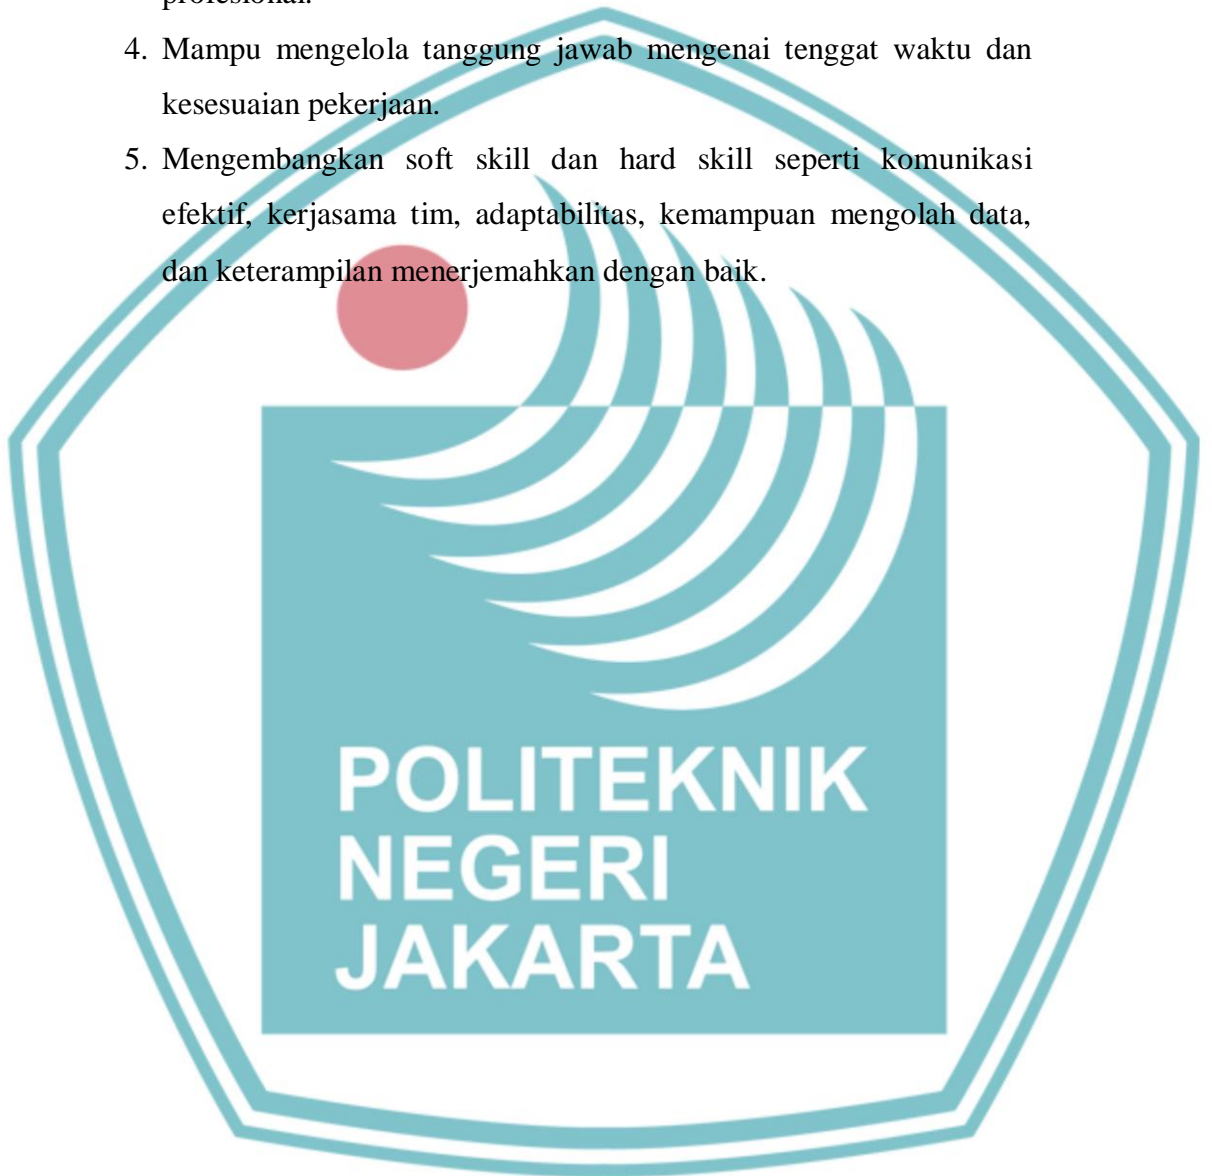 profesional.
4. Mampu mengelola tanggung jawab mengenai tenggat waktu dan
kesesuaian pekerjaan.
5. Mengembangkan soft skill dan hard skill seperti komunikasi
efektif, kerjasama tim, adaptabilitas, kemampuan mengolah data,
dan keterampilan menerjemahkan dengan baik.
POLITEKNIK
NEGERI
JAKARTA